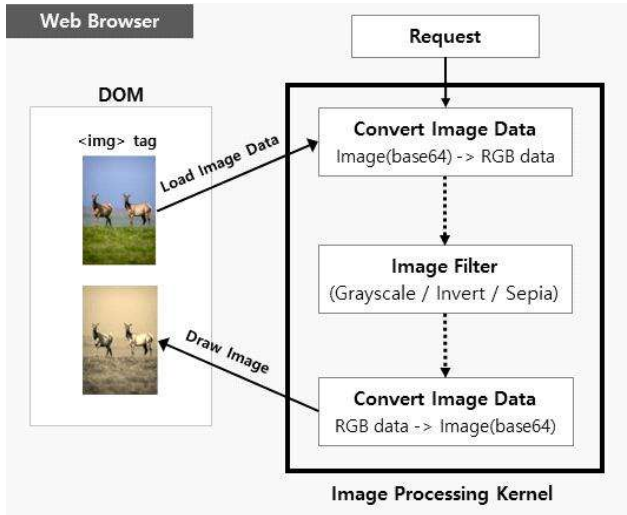 Web Browser
Request
DOM
<img> tag
Load Image Data
Convert Image Data
Image(base64) -> RGB data
Image Filter
(Grayscale / Invert / Sepia)
Draw Image
Convert Image Data
RGB data -> Image(base64)
Image Processing Kernel